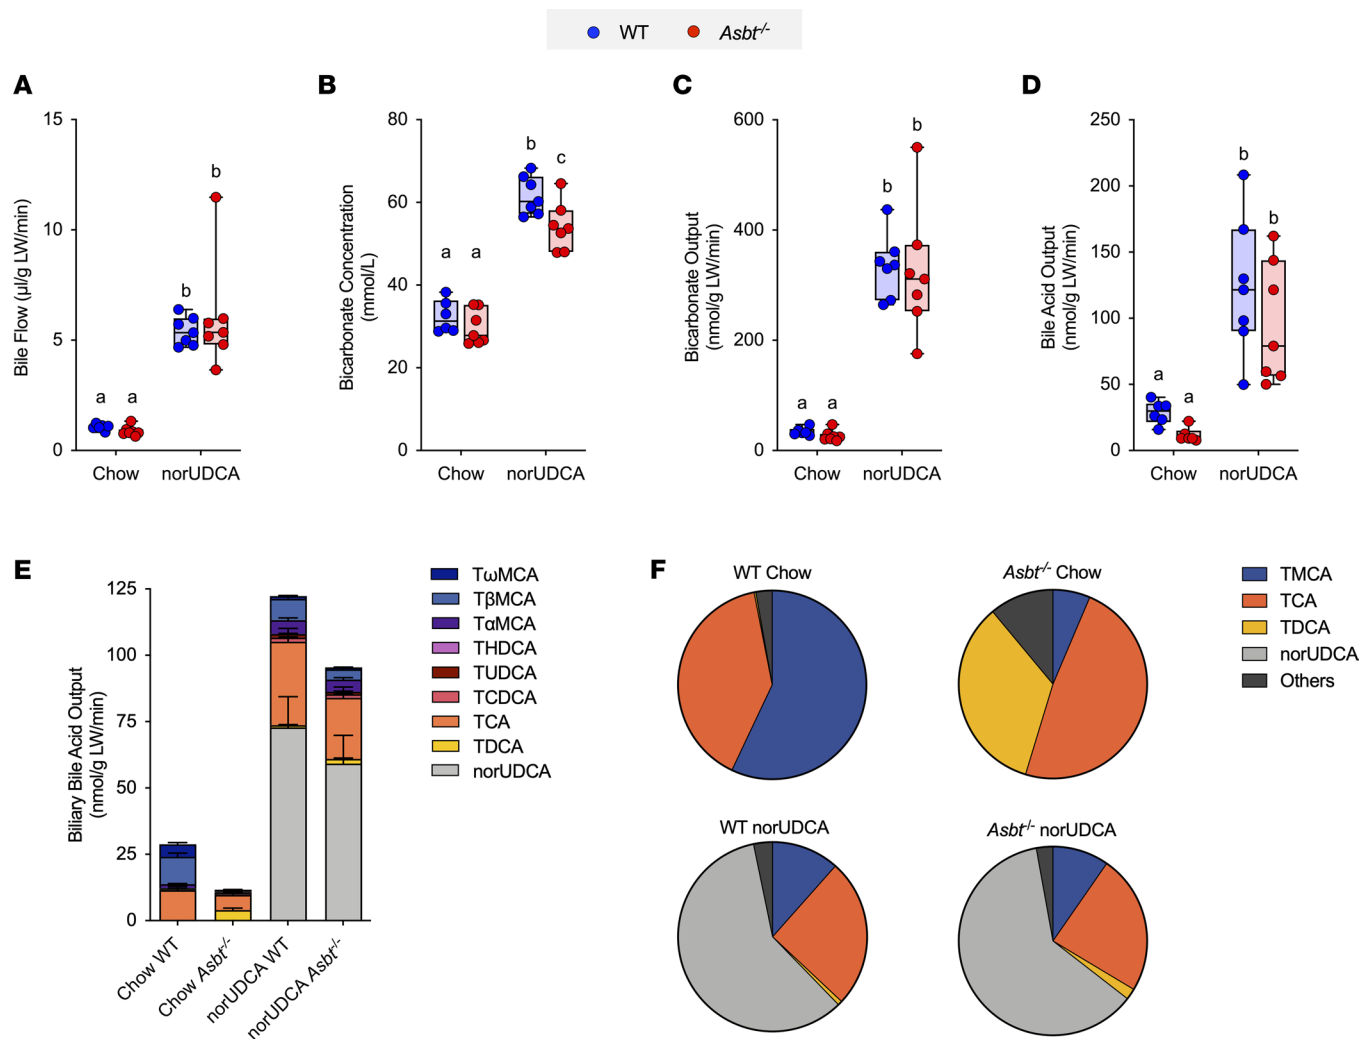 WT Asbt-/-
A
15
10
5
0
Bile Flow (µl/g LW/min)
a a b b
Chow norUDCA
B
80
60
40
20
0
Bicarbonate Concentration
(mmol/L)
a a b c
Chow norUDCA
C
600
400
200
0
Bicarbonate Output
(nmol/g LW/min)
a a b b
Chow norUDCA
D
250
200
150
100
50
0
Bile Acid Output
(nmol/g LW/min)
a a b b
Chow norUDCA
E
125
100
75
50
25
0
Biliary Bile Acid Output
(nmol/g LW/min)
Chow WT
Chow Asbt-/-
norUDCA WT
norUDCA Asbt-/-
TωMCA
TβMCA
TαMCA
THDCA
TUDCA
TCDCA
TCA
TDCA
norUDCA
F
WT Chow
Asbt-/- Chow
WT norUDCA
Asbt-/- norUDCA
TMCA
TCA
TDCA
norUDCA
Others